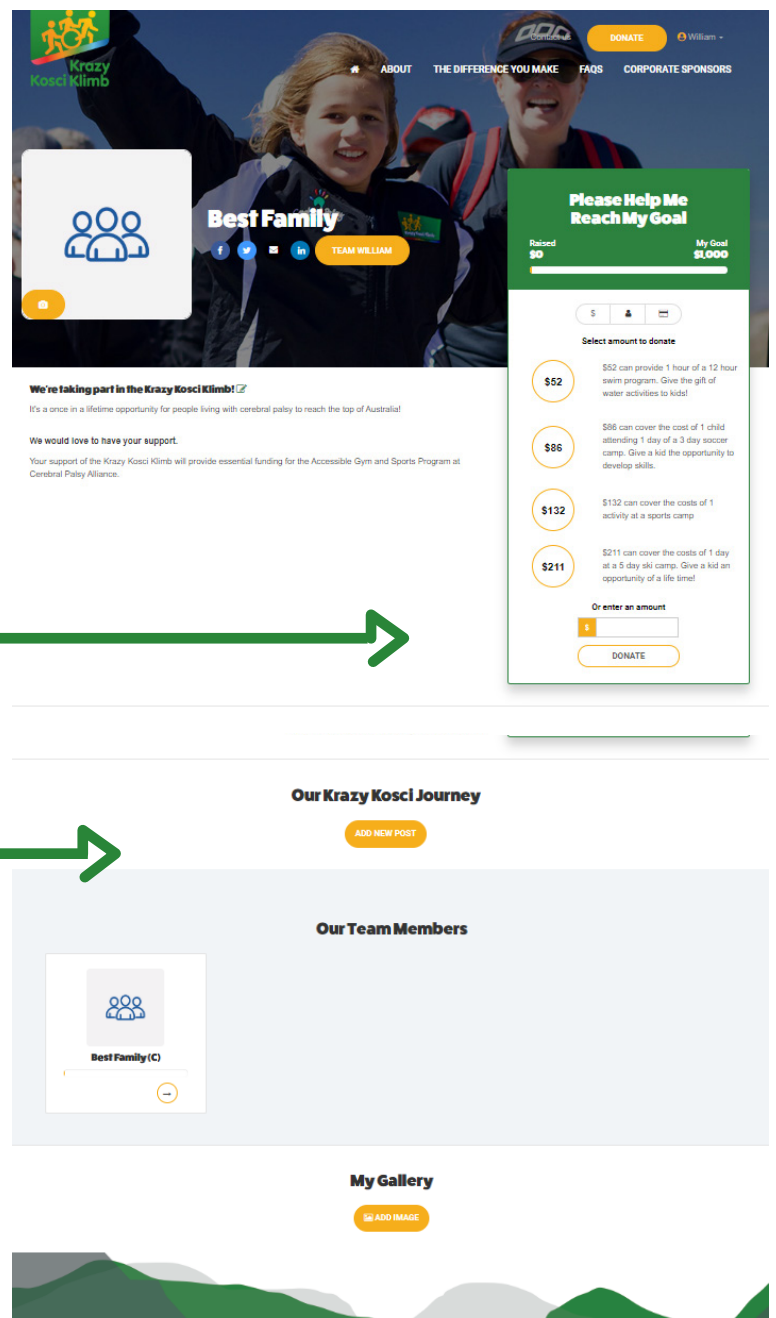 Krazy
Kosci Klimb
Contact us
DONATE
William
ABOUT
THE DIFFERENCE YOU MAKE
FAQS
CORPORATE SPONSORS
Best Family
TEAM WILLIAM
Please Help Me
Reach My Goal
Raised
$0
My Goal
$1,000
$
Select amount to donate
$52
$52 can provide 1 hour of a 12 hour
swim program. Give the gift of
water activities to kids!
$86
$86 can cover the cost of 1 child
attending 1 day of a 3 day soccer
camp. Give a kid the opportunity to
develop skills.
$132
$132 can cover the costs of 1
activity at a sports camp
$211
$211 can cover the costs of 1 day
at a 5 day ski camp. Give a kid an
opportunity of a life time!
Or enter an amount
$
DONATE
We're taking part in the Krazy Kosci Klimb!
It's a once in a lifetime opportunity for people living with cerebral palsy to reach the top of Australia!
We would love to have your support.
Your support of the Krazy Kosci Klimb will provide essential funding for the Accessible Gym and Sports Program at
Cerebral Palsy Alliance.
Our Krazy Kosci Journey
ADD NEW POST
Our Team Members
Best Family (C)
My Gallery
ADD IMAGE